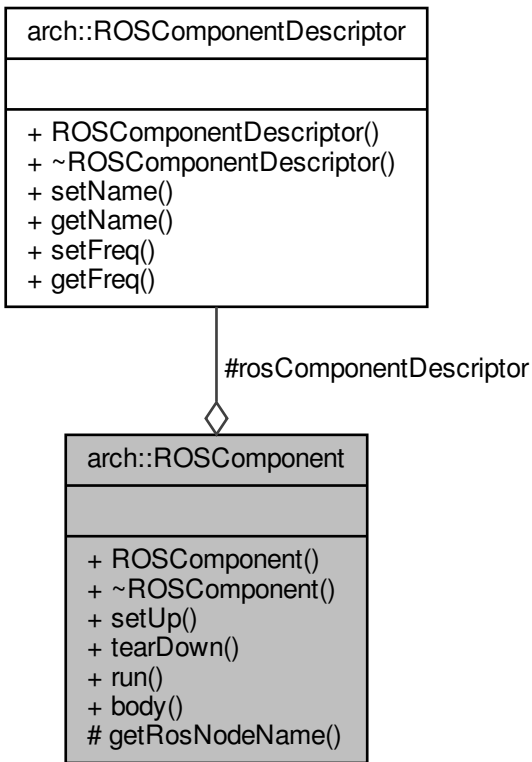 arch::ROSComponentDescriptor
+ ROSComponentDescriptor()
+ ~ROSComponentDescriptor()
+ setName()
+ getName()
+ setFreq()
+ getFreq()
#rosComponentDescriptor
arch::ROSComponent
+ ROSComponent()
+ ~ROSComponent()
+ setUp()
+ tearDown()
+ run()
+ body()
# getRosNodeName()